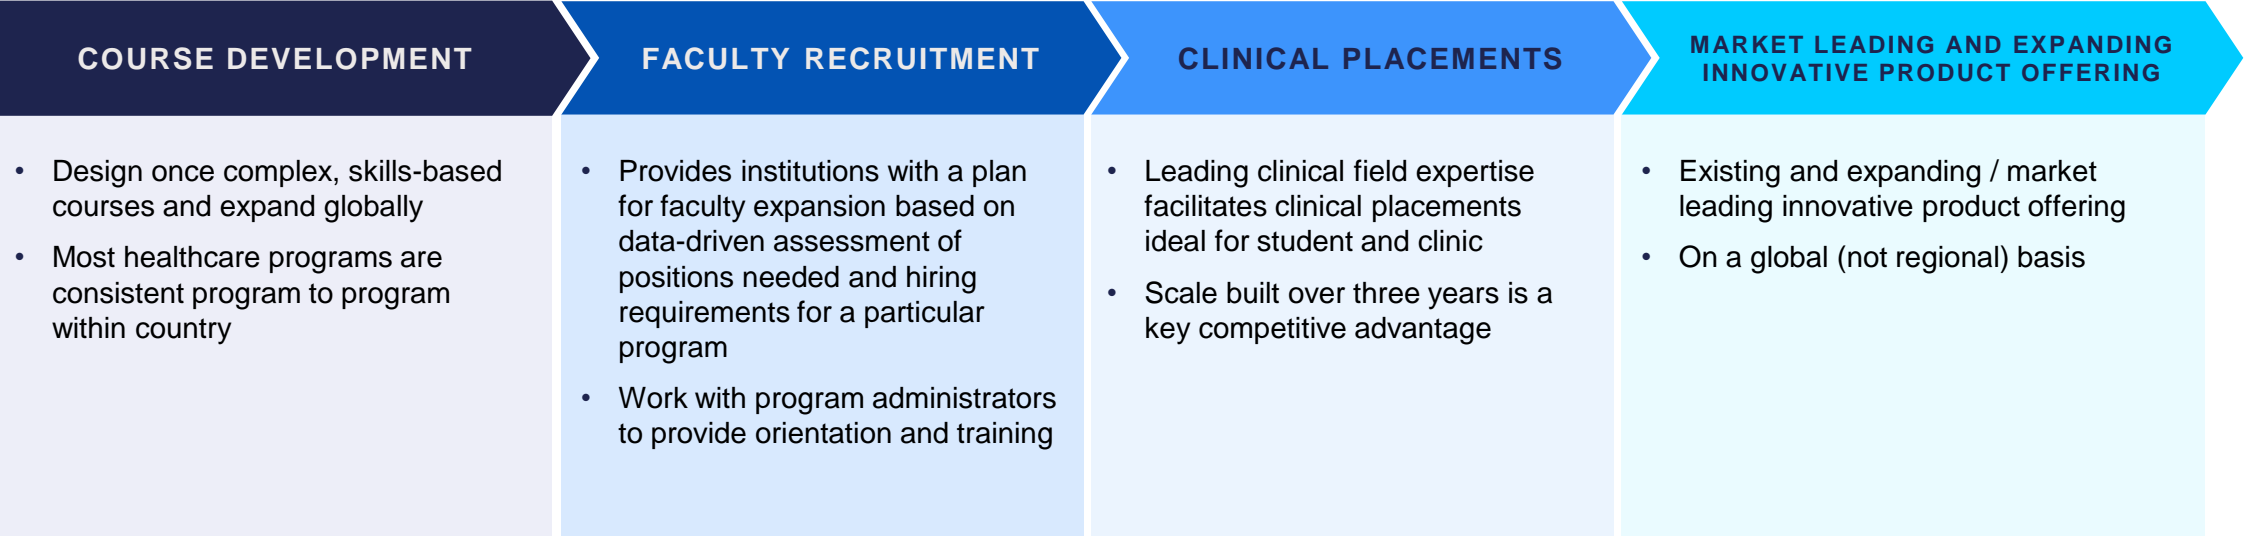 COURSE DEVELOPMENT
• Design once complex, skills-based
courses and expand globally
• Most healthcare programs are
consistent program to program
within country
FACULTY RECRUITMENT
• Provides institutions with a plan
for faculty expansion based on
data-driven assessment of
positions needed and hiring
requirements for a particular
program
• Work with program administrators
to provide orientation and training
CLINICAL PLACEMENTS
• Leading clinical field expertise
facilitates clinical placements
ideal for student and clinic
• Scale built over three years is a
key competitive advantage
MARKET LEADING AND EXPANDING
INNOVATIVE PRODUCT OFFERING
• Existing and expanding / market
leading innovative product offering
• On a global (not regional) basis